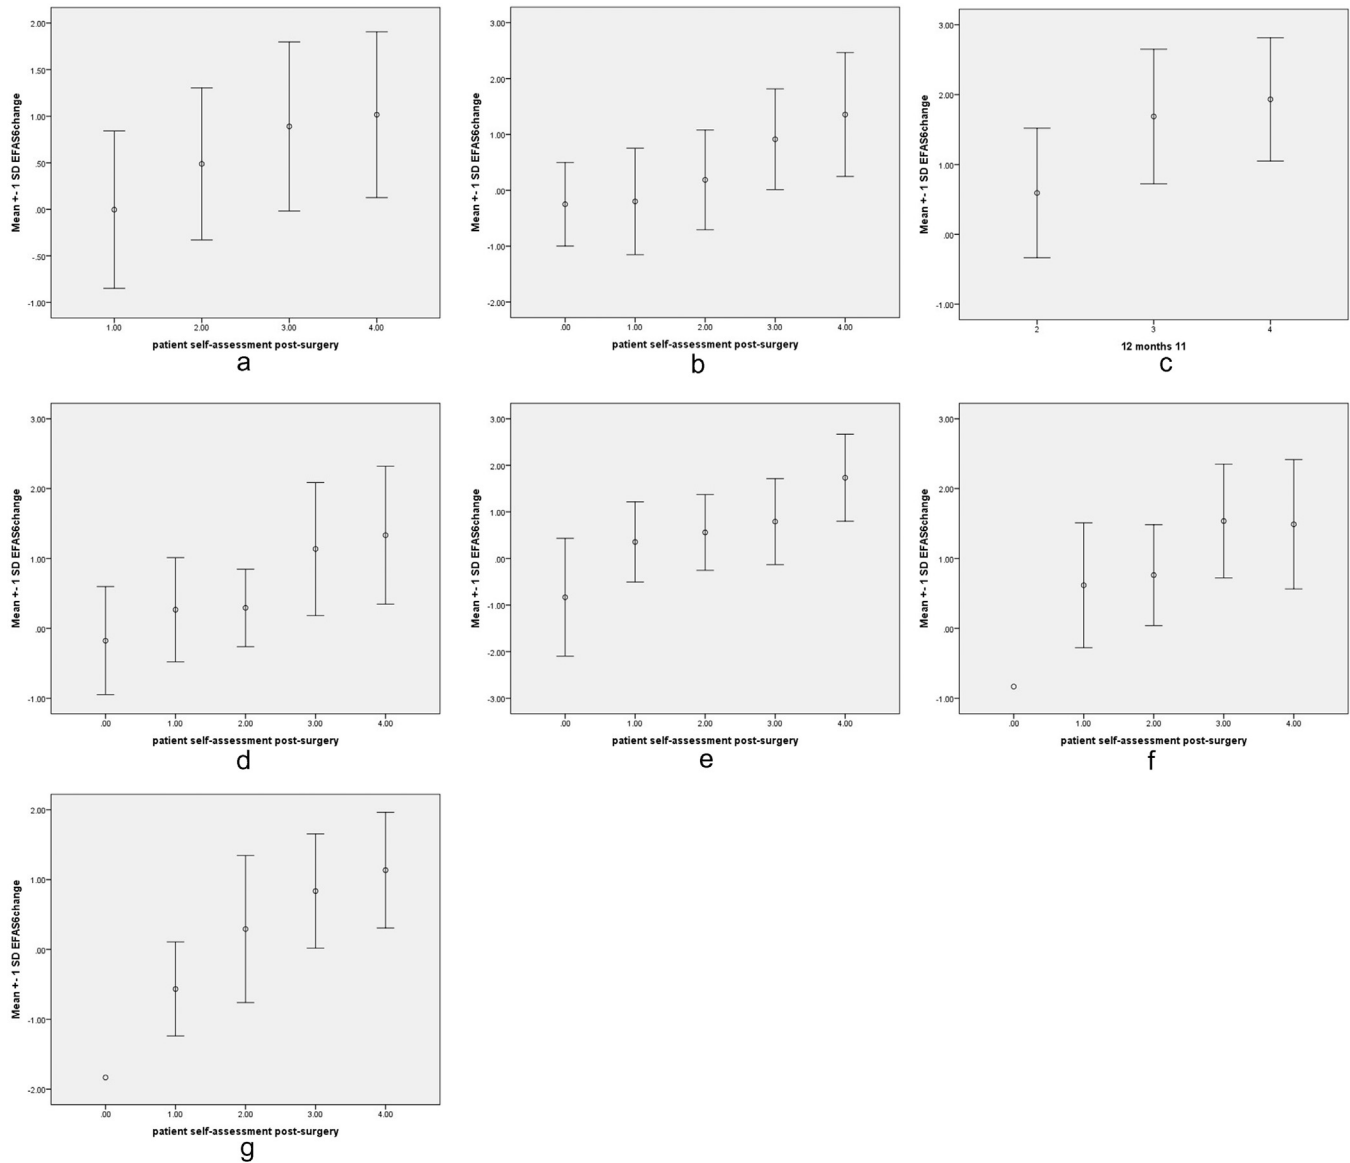 Mean +- 1 SD EFAS6change
2.00
1.50
1.00
.50
.00
-.50
-1.00
1.00 2.00 3.00 4.00
patient self-assessment post-surgery
a
Mean +- 1 SD EFAS6change
3.00
2.00
1.00
.00
-1.00
-2.00
.00 1.00 2.00 3.00 4.00
patient self-assessment post-surgery
b
Mean +- 1 SD EFAS6change
3.00
2.00
1.00
.00
-1.00
2 3 4
12 months 11
c
Mean +- 1 SD EFAS6change
3.00
2.00
1.00
.00
-1.00
.00 1.00 2.00 3.00 4.00
patient self-assessment post-surgery
d
Mean +- 1 SD EFAS6change
3.00
2.00
1.00
.00
-1.00
-2.00
-3.00
.00 1.00 2.00 3.00 4.00
patient self-assessment post-surgery
e
Mean +- 1 SD EFAS6change
3.00
2.00
1.00
.00
-1.00
.00 1.00 2.00 3.00 4.00
patient self-assessment post-surgery
f
Mean +- 1 SD EFAS6change
2.00
1.00
.00
-1.00
-2.00
.00 1.00 2.00 3.00 4.00
patient self-assessment post-surgery
g